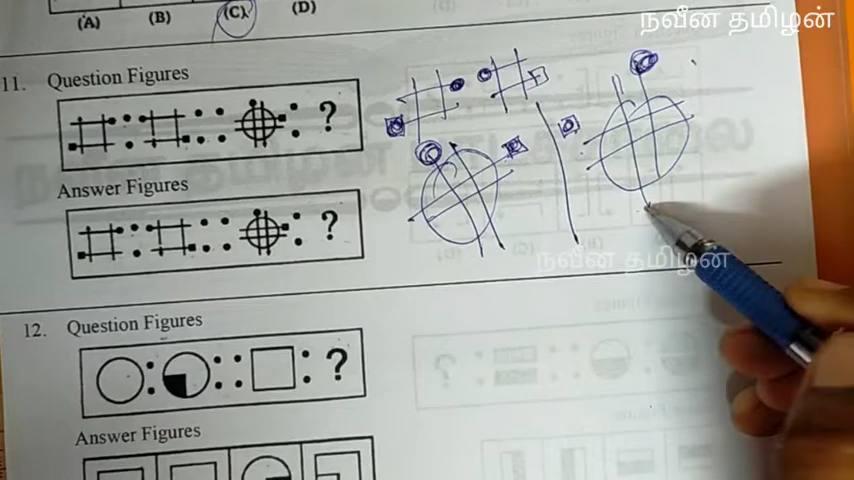 நவீன தமிழன்
(A) (B) (C) (D)
11. Question Figures
?
Answer Figures
?
நவீன தமிழன்
12. Question Figures
?
Answer Figures